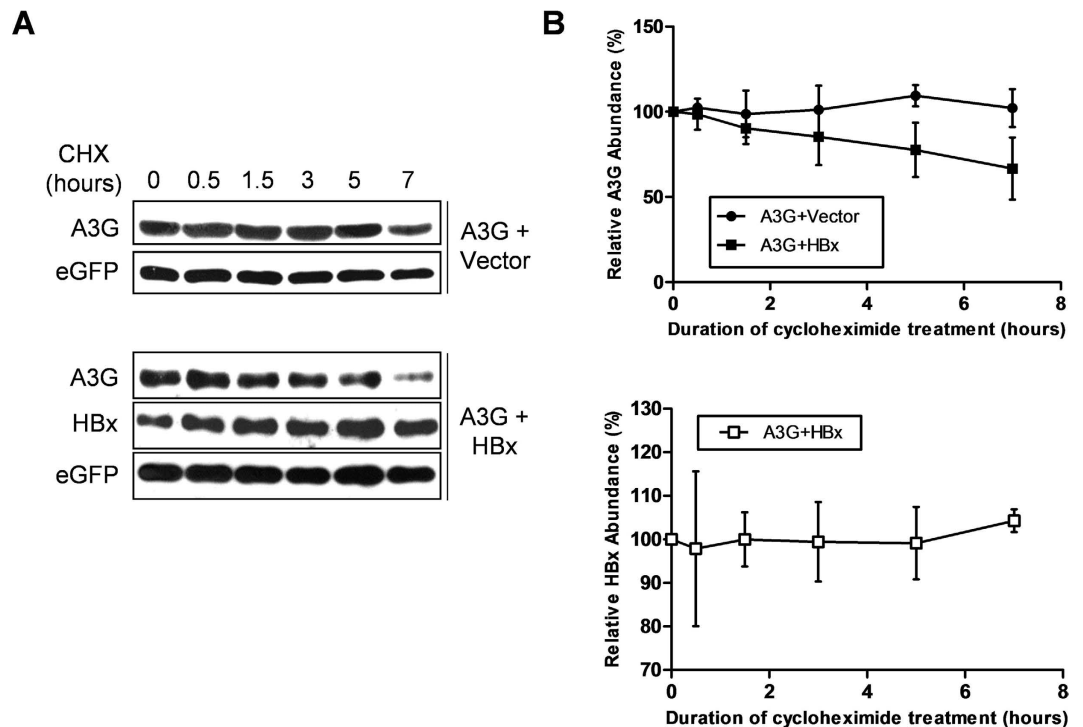 A
CHX
(hours)
0 0.5 1.5 3 5 7
A3G
eGFP
A3G +
Vector
A3G
HBx
eGFP
A3G +
HBx
B
150
100
50
0
Relative A3G Abundance (%)
A3G+Vector
A3G+HBx
0 2 4 6 8
Duration of cycloheximide treatment (hours)
130
120
110
100
90
80
70
Relative HBx Abundance (%)
A3G+HBx
0 2 4 6 8
Duration of cycloheximide treatment (hours)